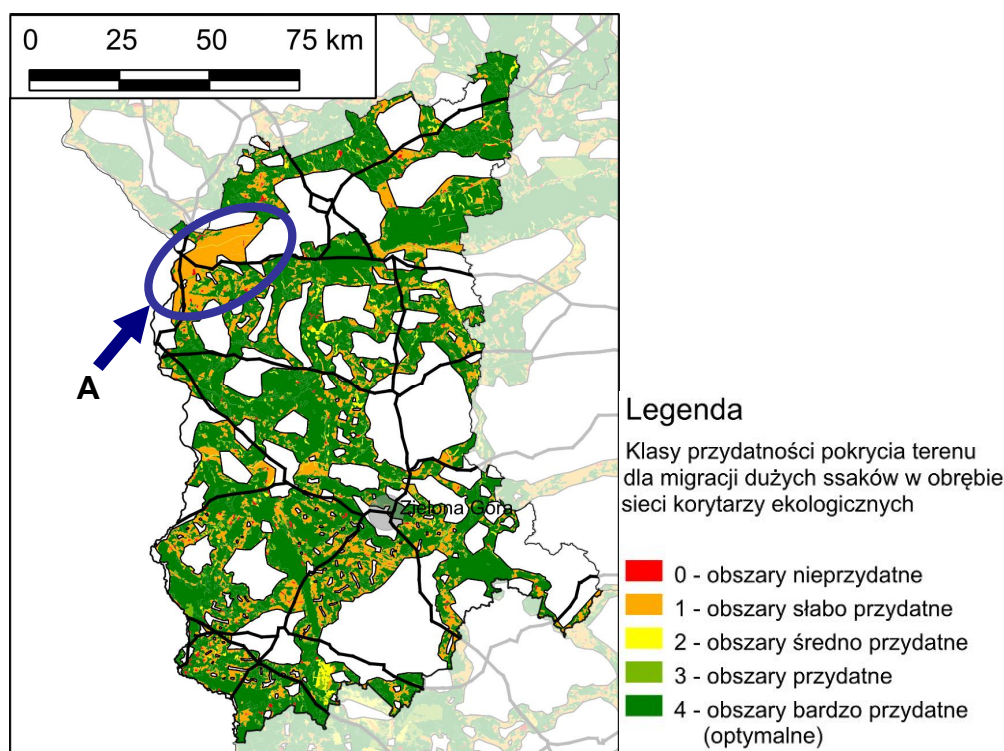 0 25 50 75 km
A
Zielona Góra
Legenda
Klasy przydatności pokrycia terenu
dla migracji dużych ssaków w obrębie
sieci korytarzy ekologicznych
0 - obszary nieprzydatne
1 - obszary słabo przydatne
2 - obszary średno przydatne
3 - obszary przydatne
4 - obszary bardzo przydatne
(optymalne)